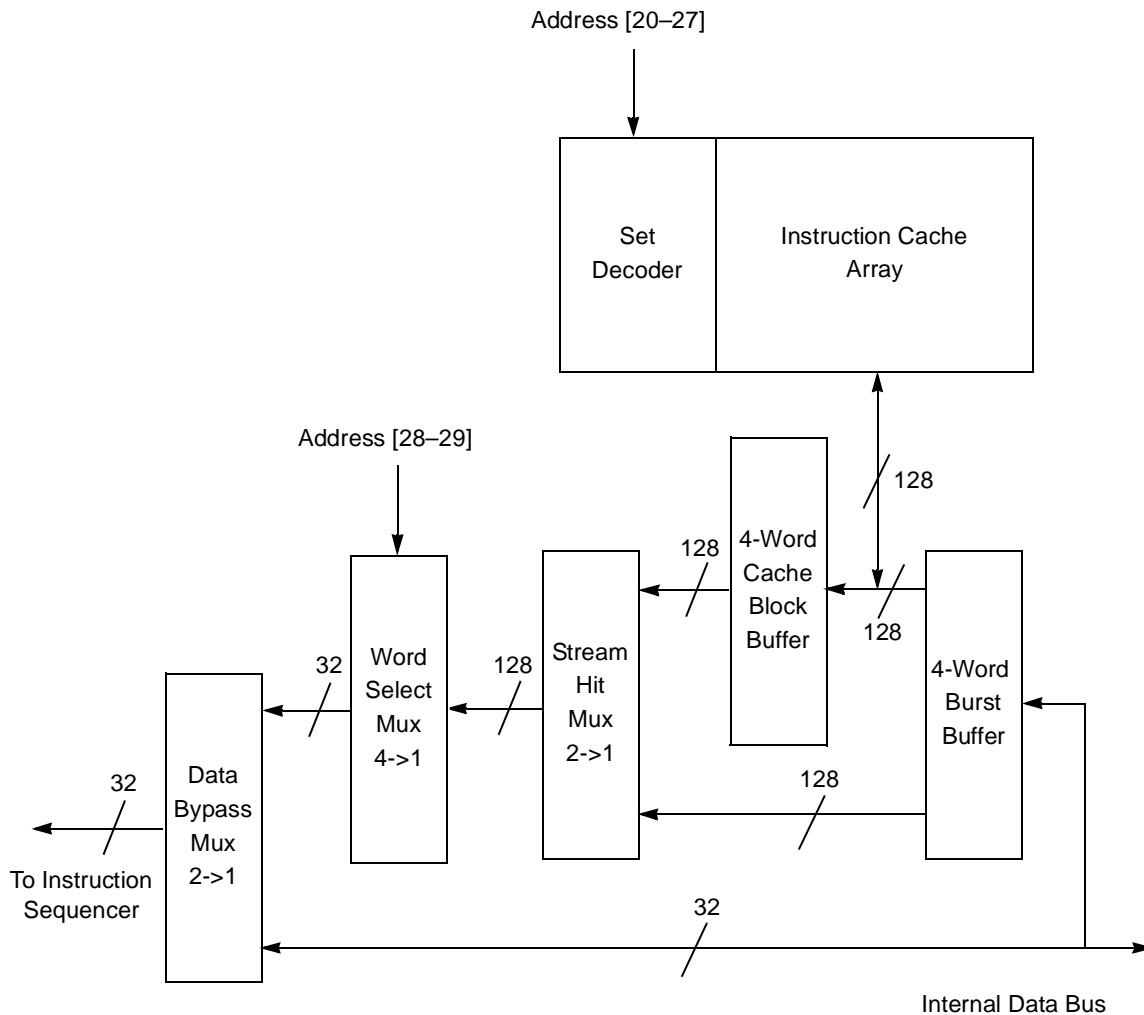 Address [20–27]
Set
Decoder
Instruction Cache
Array
Address [28–29]
128
4-Word
Cache
Block
Buffer
128
128
4-Word
Burst
Buffer
Stream
Hit
Mux
2->1
128
Word
Select
Mux
4->1
32
128
Data
Bypass
Mux
2->1
32
To Instruction
Sequencer
32
Internal Data Bus